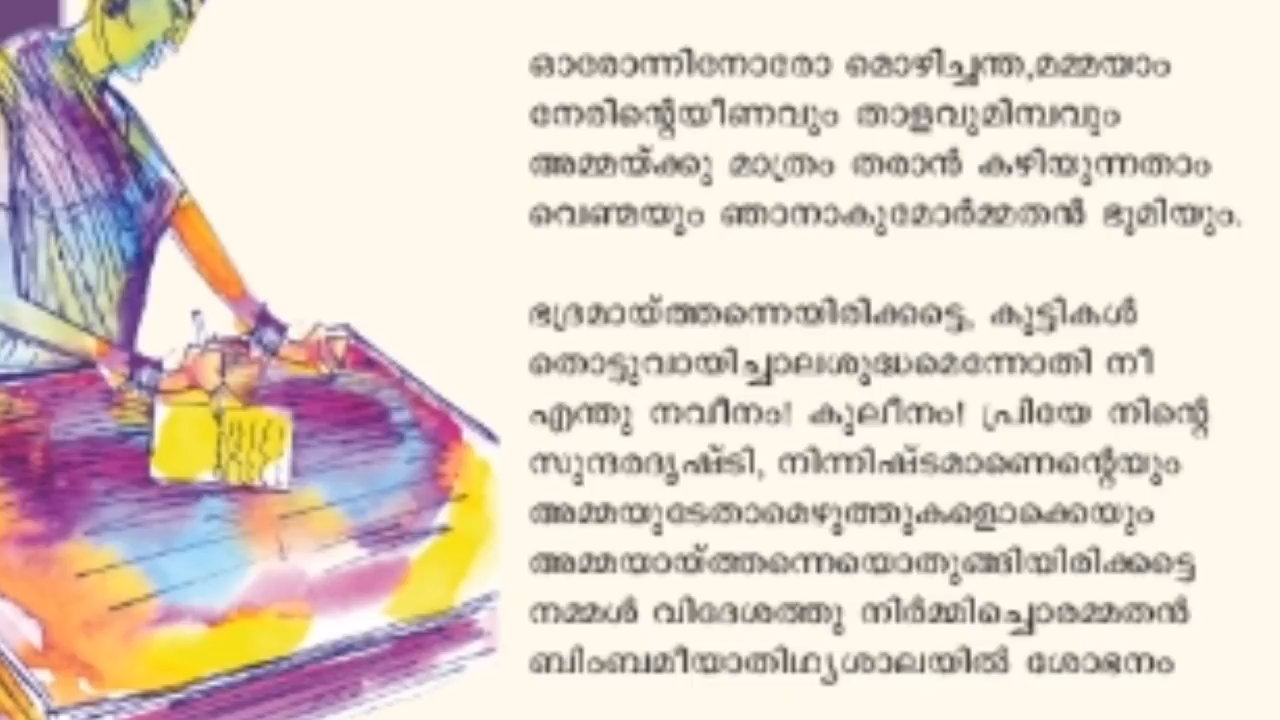 ഓരോന്നിനോരോ മൊഴിച്ചന്ത,മമ്മയാം
നേരിന്റെയീണവും താളവുമിമ്പവും
അമ്മയ്ക്കു മാത്രം തരാൻ കഴിയുന്നതാം
വെണ്മയും ഞാനാകുമോർമ്മതൻ ഭൂമിയും.
ഭദ്രമായ്ത്തന്നെയിരിക്കട്ടെ, കുട്ടികൾ
തൊട്ടുവായിച്ചാലശുദ്ധമെന്നോതി നീ
എന്തു നവീനം! കുലീനം! പ്രിയേ നിന്റെ
സുന്ദരദൃഷ്ടി, നിന്നിഷ്ടമാണെന്റെയും
അമ്മയുടേതാമെഴുത്തുകളൊക്കെയും
അമ്മയായ്ത്തന്നെയൊതുങ്ങിയിരിക്കട്ടെ
നമ്മൾ വിദേശത്തു നിർമ്മിച്ചൊരമ്മതൻ
ബിംബമീയാതിഥ്യശാലയിൽ ശോഭനം